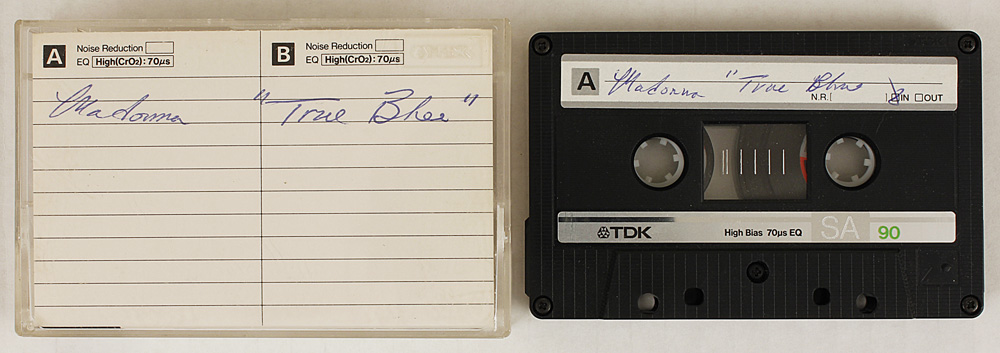 A Noise Reduction
EQ High(CrO2): 70µs
B Noise Reduction
EQ High(CrO2): 70µs
Madonna "True Blue"
A Madonna "True Blue
N.R.[ ] IN OUT
TDK High Bias 70µs EQ SA 90